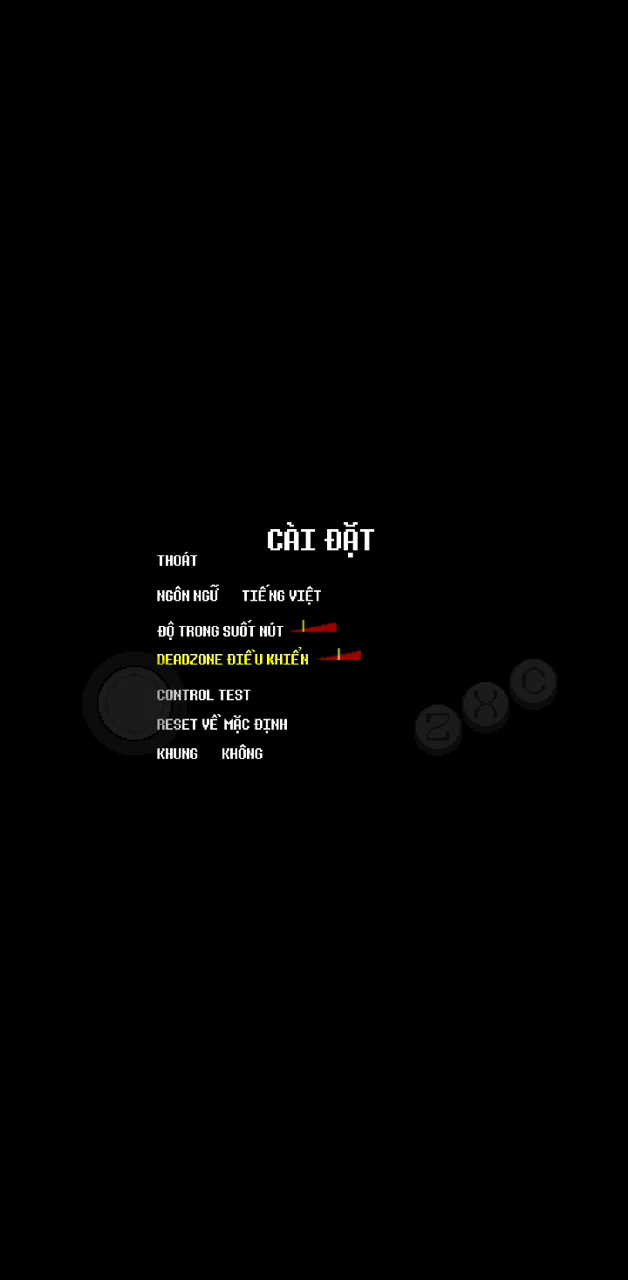 CÀI ĐẶT
THOÁT
NGÔN NGỮ TIẾNG VIỆT
ĐỘ TRONG SUỐT NÚT
DEADZONE ĐIỀU KHIỂN
CONTROL TEST
RESET VỀ MẶC ĐỊNH
KHUNG KHÔNG
Z X C